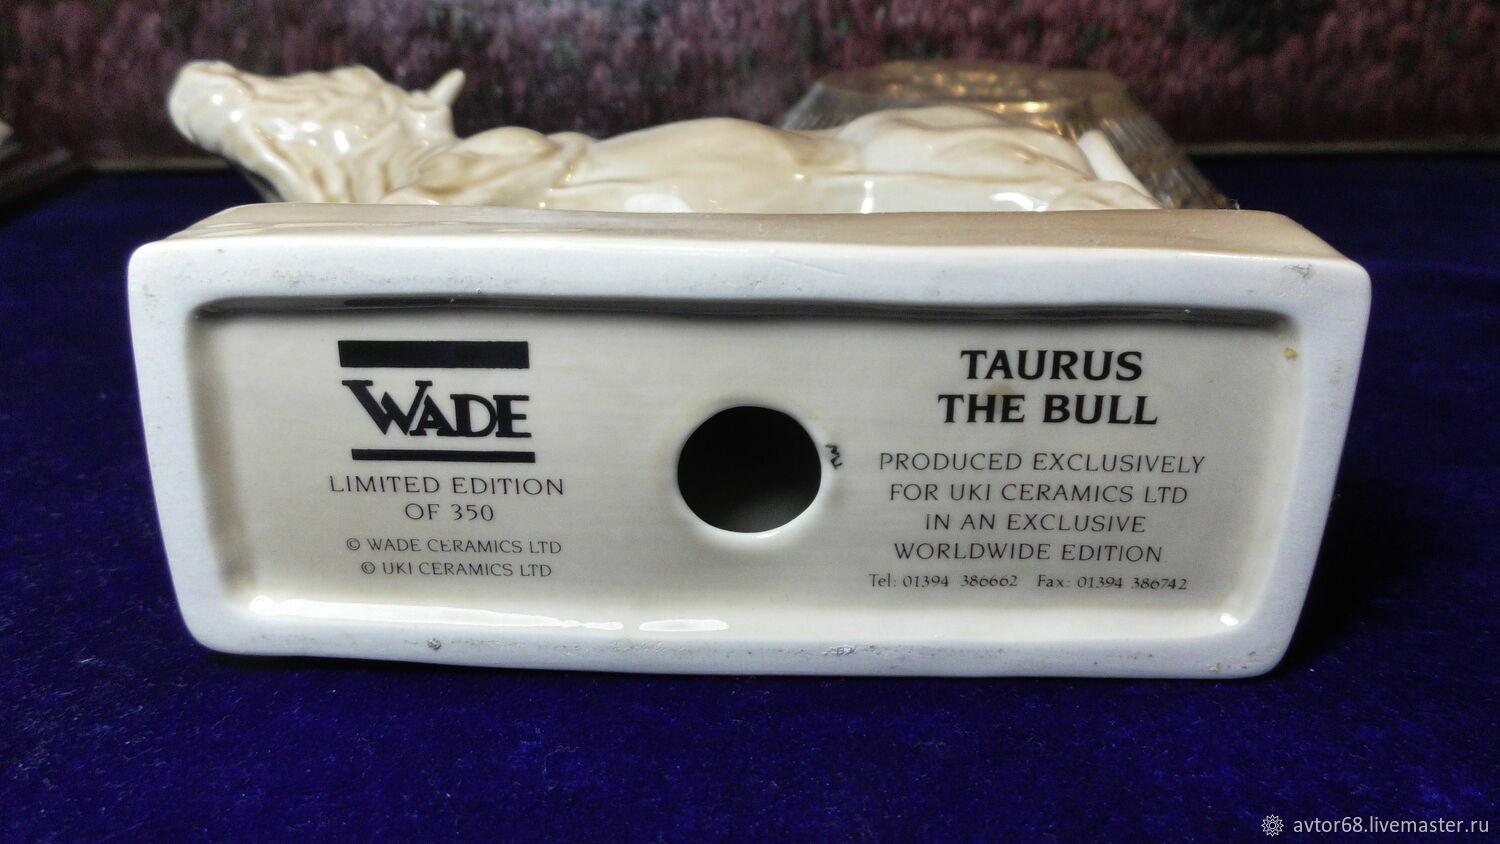 WADE
LIMITED EDITION
OF 350
© WADE CERAMICS LTD
© UKI CERAMICS LTD
TAURUS
THE BULL
PRODUCED EXCLUSIVELY
FOR UKI CERAMICS LTD
IN AN EXCLUSIVE
WORLDWIDE EDITION.
Tel: 01394 386662 Fax: 01394 386742
avtor68.livemaster.ru